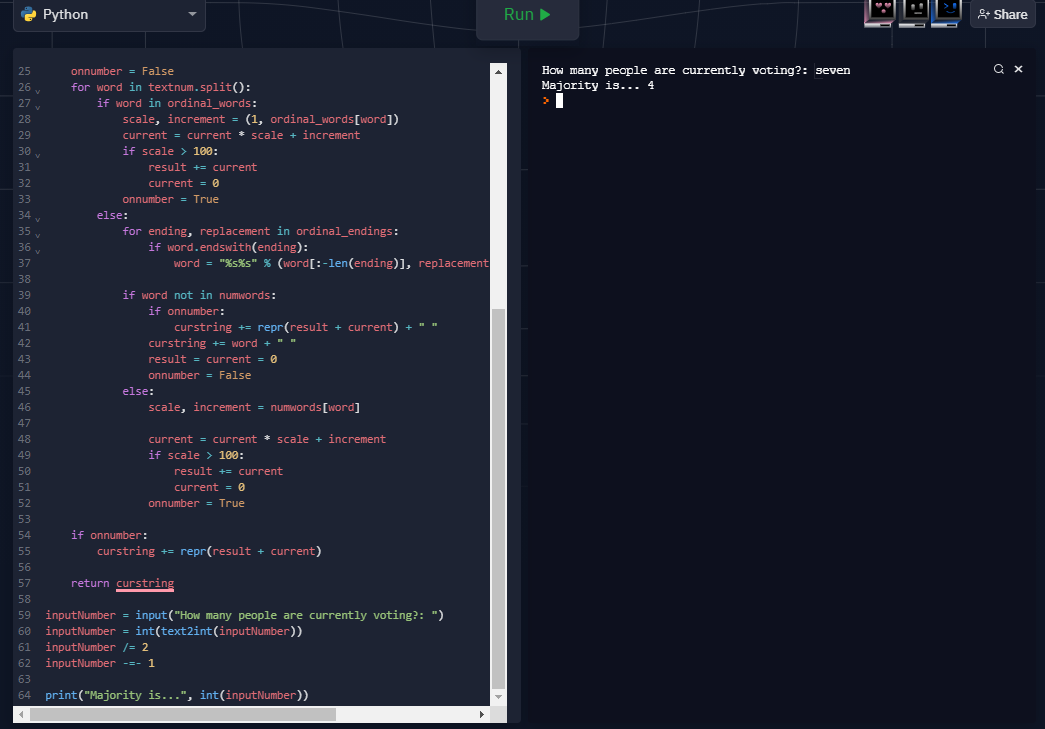 Python
Run
Share
25 onnumber = False
26 for word in textnum.split():
27 if word in ordinal_words:
28 scale, increment = (1, ordinal_words[word])
29 current = current * scale + increment
30 if scale > 100:
31 result += current
32 current = 0
33 onnumber = True
34 else:
35 for ending, replacement in ordinal_endings:
36 if word.endswith(ending):
37 word = "%s%s" % (word[:-len(ending)], replacement
38
39 if word not in numwords:
40 if onnumber:
41 curstring += repr(result + current) + " "
42 curstring += word + " "
43 result = current = 0
44 onnumber = False
45 else:
46 scale, increment = numwords[word]
47
48 current = current * scale + increment
49 if scale > 100:
50 result += current
51 current = 0
52 onnumber = True
53
54 if onnumber:
55 curstring += repr(result + current)
56
57 return curstring
58
59 inputNumber = input("How many people are currently voting?: ")
60 inputNumber = int(text2int(inputNumber))
61 inputNumber /= 2
62 inputNumber -=- 1
63
64 print("Majority is...", int(inputNumber))
How many people are currently voting?: seven
Majority is... 4
>